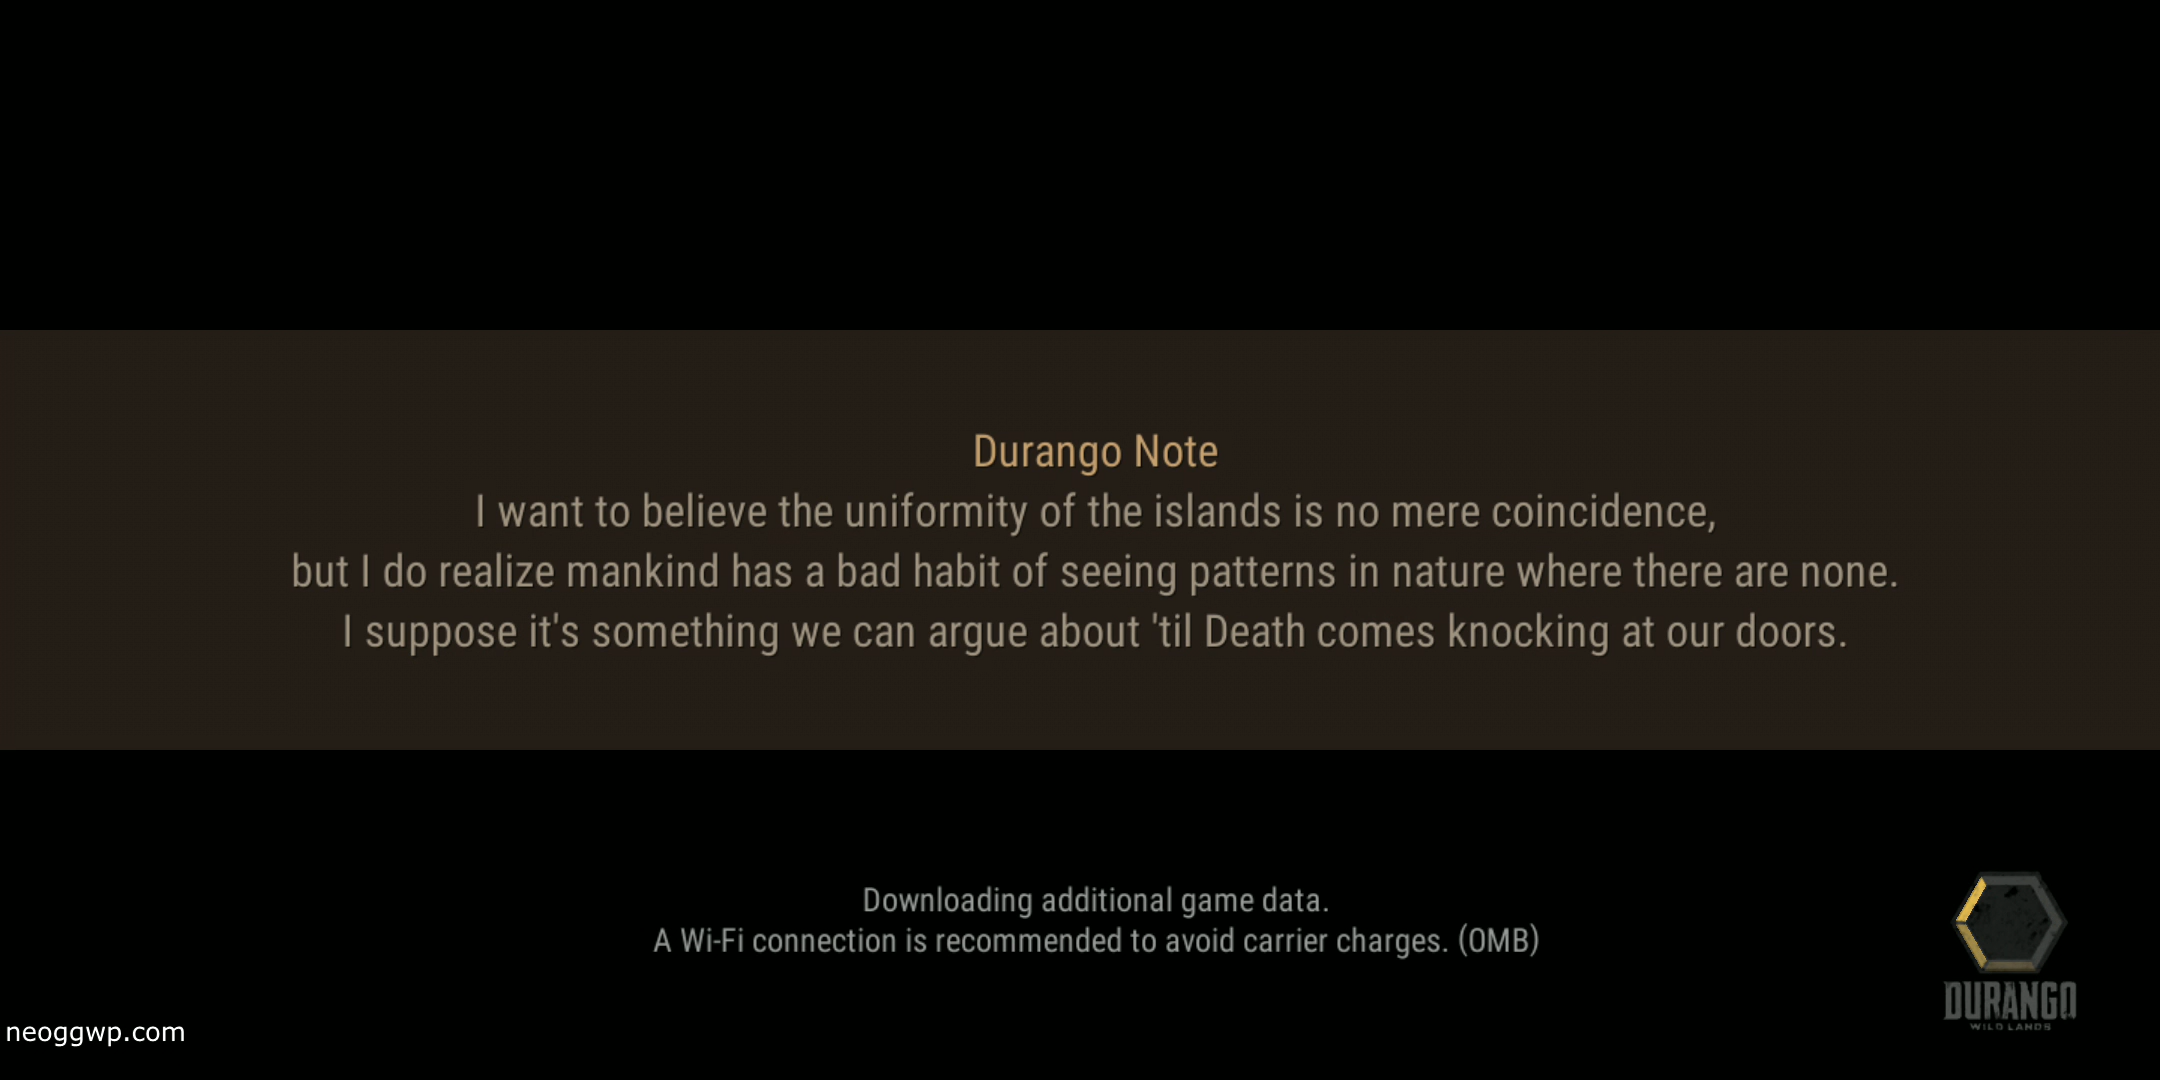 Durango Note
I want to believe the uniformity of the islands is no mere coincidence,
but I do realize mankind has a bad habit of seeing patterns in nature where there are none.
I suppose it's something we can argue about 'til Death comes knocking at our doors.
Downloading additional game data.
A Wi-Fi connection is recommended to avoid carrier charges. (0MB)
DURANGO
WILD LANDS
neoggwp.com